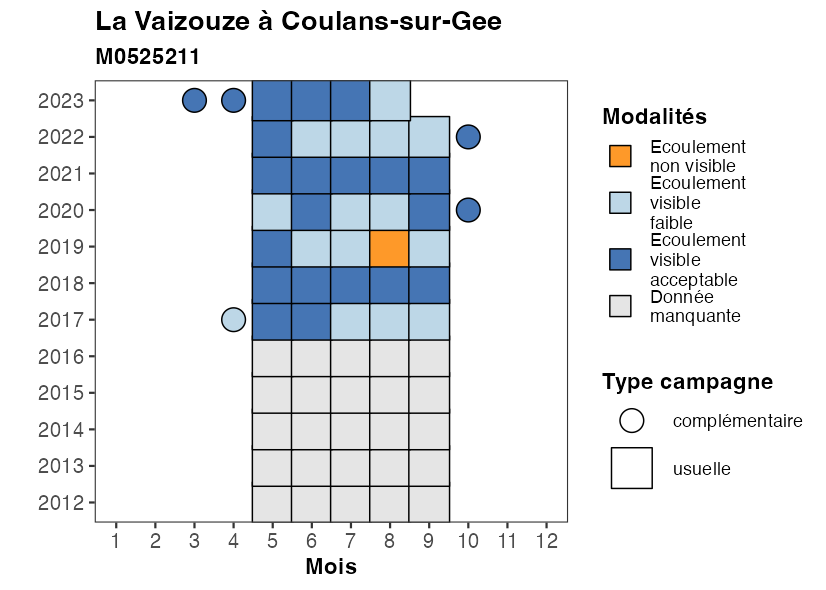 La Vaizouze à Coulans-sur-Gee
M0525211
2023
2022
2021
2020
2019
2018
2017
2016
2015
2014
2013
2012
1 2 3 4 5 6 7 8 9 10 11 12
Mois
Modalités
Ecoulement
non visible
Ecoulement
visible
faible
Ecoulement
visible
acceptable
Donnée
manquante
Type campagne
complémentaire
usuelle